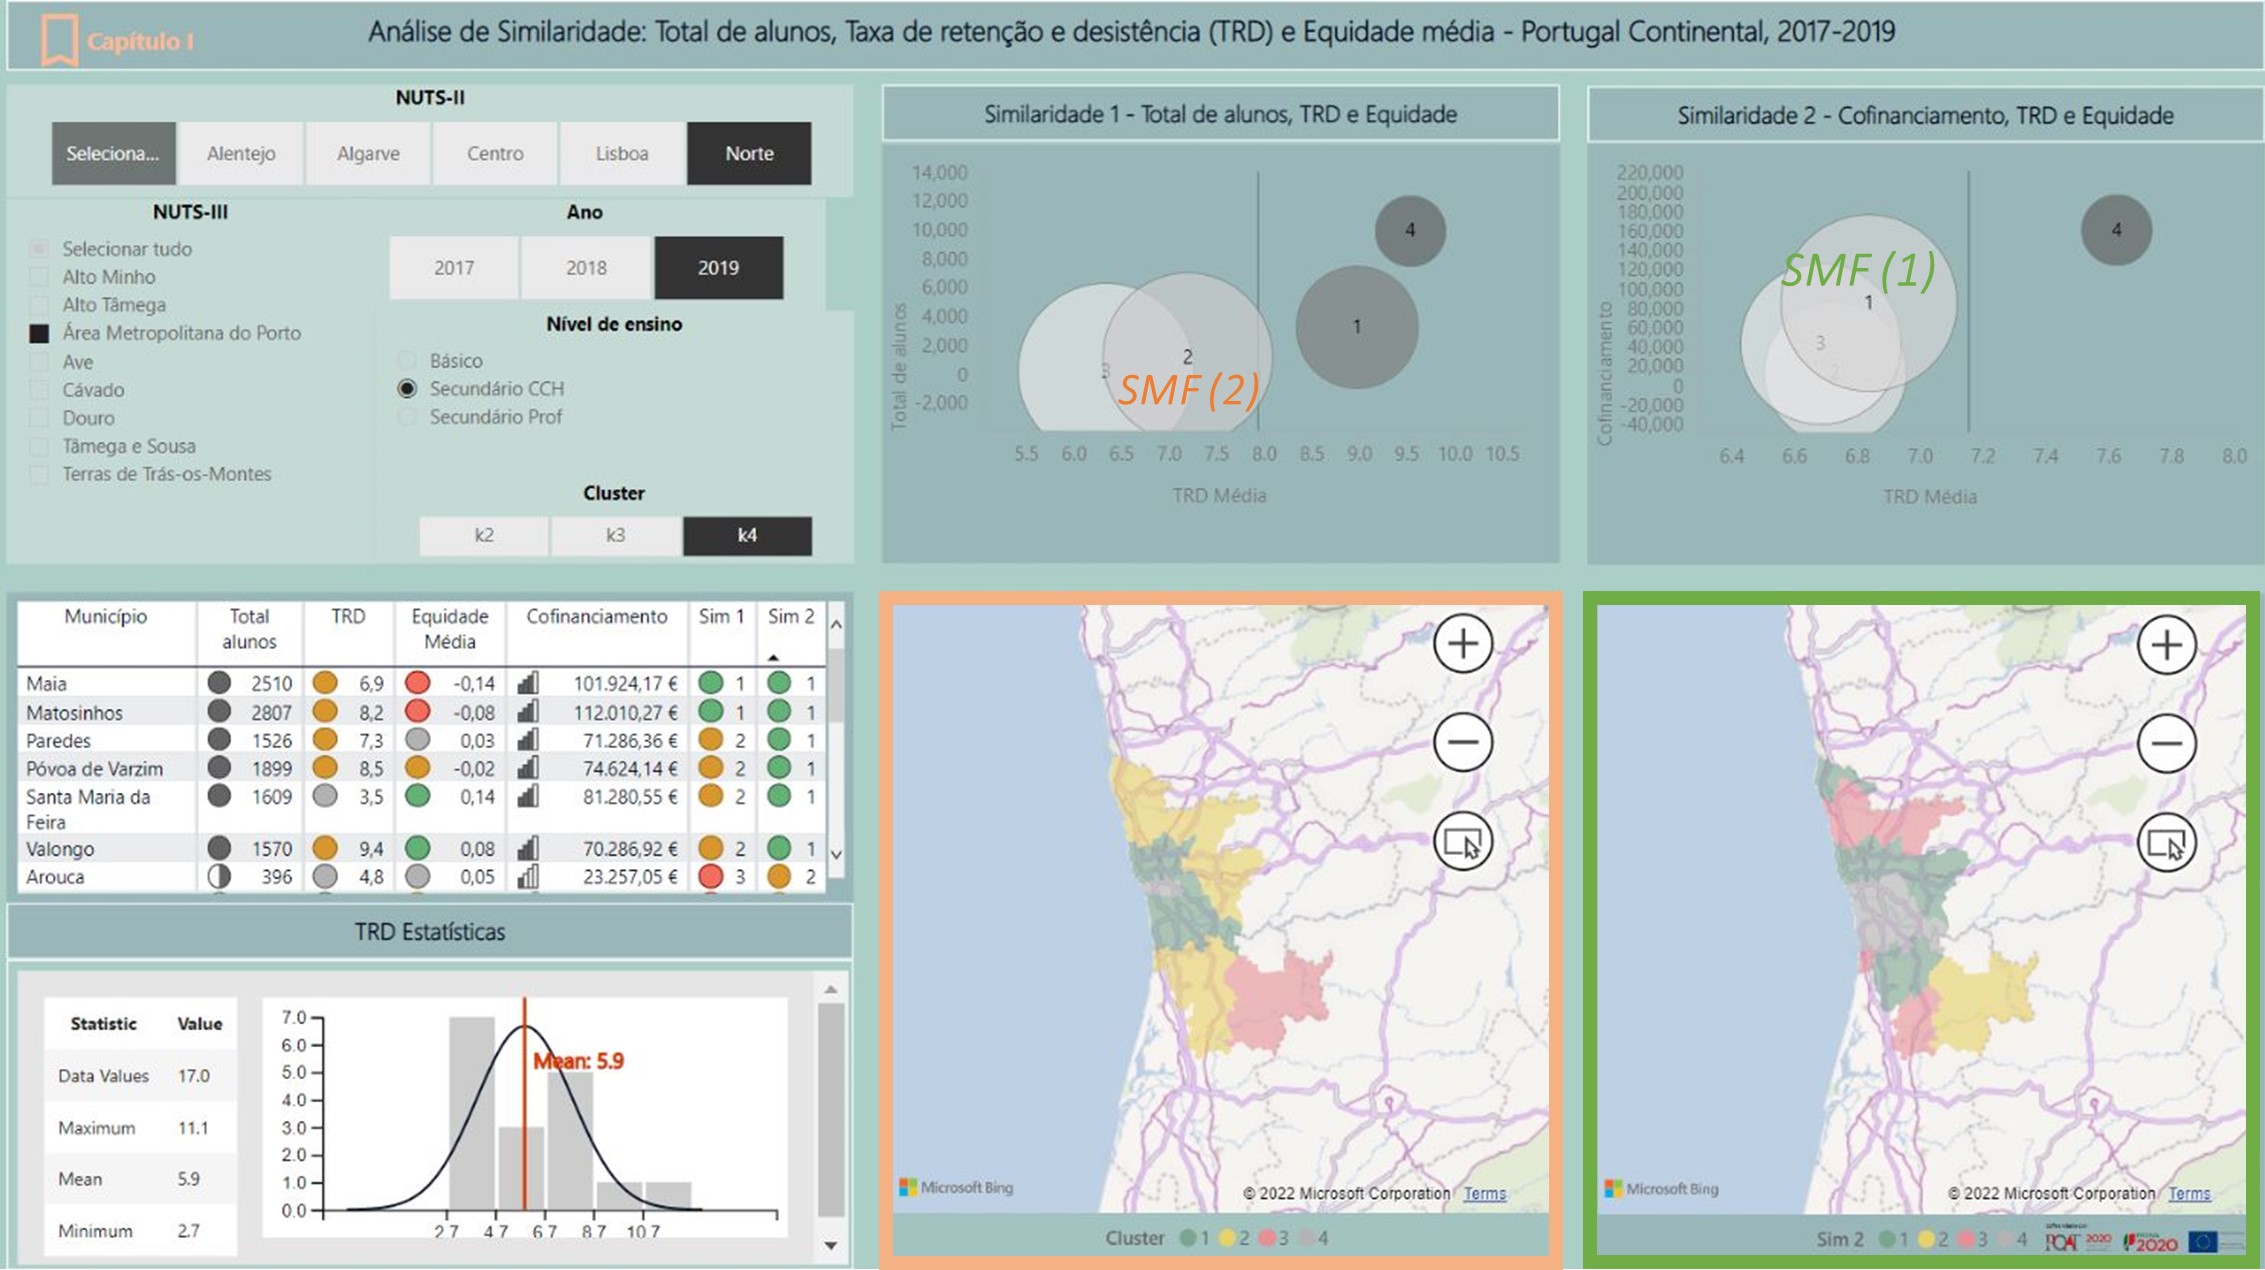 Capítulo I
Análise de Similaridade: Total de alunos, Taxa de retenção e desistência (TRD) e Equidade média - Portugal Continental, 2017-2019
NUTS-II
Seleciona... Alentejo Algarve Centro Lisboa Norte
NUTS-III
Selecionar tudo
Alto Minho
Alto Tâmega
Área Metropolitana do Porto
Ave
Cávado
Douro
Tâmega e Sousa
Terras de Trás-os-Montes
Ano
2017 2018 2019
Nível de ensino
Básico
Secundário CCH
Secundário Prof
Cluster
k2 k3 k4
Similaridade 1 - Total de alunos, TRD e Equidade
Total de alunos
14,000
12,000
10,000
8,000
6,000
4,000
2,000
0
-2,000
4
1
2
3
SMF (2)
5.5 6.0 6.5 7.0 7.5 8.0 8.5 9.0 9.5 10.0 10.5
TRD Média
Similaridade 2 - Cofinanciamento, TRD e Equidade
Cofinanciamento
220,000
200,000
180,000
160,000
140,000
120,000
100,000
80,000
60,000
40,000
20,000
0
-20,000
-40,000
4
SMF (1)
1
3
2
6.4 6.6 6.8 7.0 7.2 7.4 7.6 7.8 8.0
TRD Média
Município Total alunos TRD Equidade Média Cofinanciamento Sim 1 Sim 2
Maia 2510 6,9 -0,14 101.924,17 € 1 1
Matosinhos 2807 8,2 -0,08 112.010,27 € 1 1
Paredes 1526 7,3 0,03 71.286,36 € 2 1
Póvoa de Varzim 1899 8,5 -0,02 74.624,14 € 2 1
Santa Maria da Feira 1609 3,5 0,14 81.280,55 € 2 1
Valongo 1570 9,4 0,08 70.286,92 € 2 1
Arouca 396 4,8 0,05 23.257,05 € 3 2
TRD Estatísticas
Statistic Value
Data Values 17.0
Maximum 11.1
Mean 5.9
Minimum 2.7
7.0
6.0
5.0
4.0
3.0
2.0
1.0
0.0
Mean: 5.9
2.7 4.7 6.7 8.7 10.7
Microsoft Bing
© 2022 Microsoft Corporation Terms
Cluster 1 2 3 4
Microsoft Bing
© 2022 Microsoft Corporation Terms
Sim 2 1 2 3 4
POAT 2020 2020